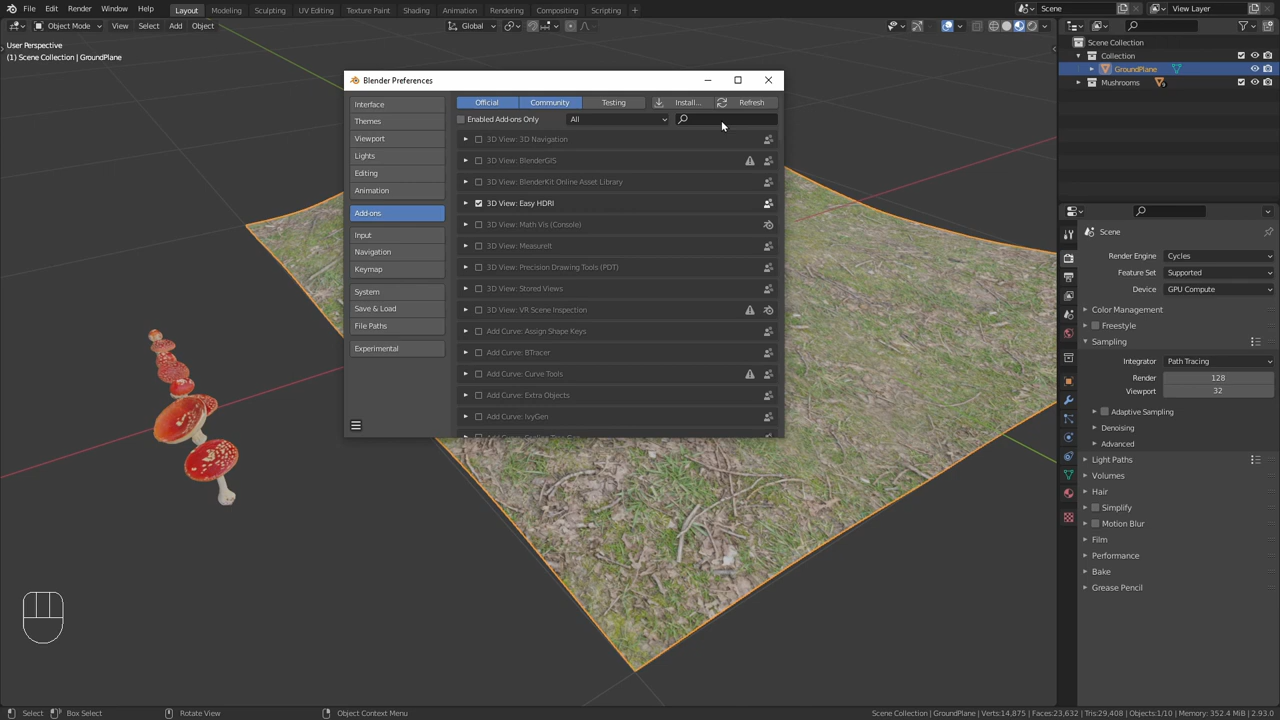 File Edit Render Window Help Layout Modeling Sculpting UV Editing Texture Paint Shading Animation Rendering Compositing Scripting + Scene View Layer
Object Mode View Select Add Object Global
User Perspective
(1) Scene Collection | GroundPlane
Scene Collection
Collection
GroundPlane
Mushrooms
Blender Preferences
Interface
Themes
Viewport
Lights
Editing
Animation
Add-ons
Input
Navigation
Keymap
System
Save & Load
File Paths
Experimental
Official Community Testing Install... Refresh
Enabled Add-ons Only All
3D View: 3D Navigation
3D View: BlenderGIS
3D View: BlenderKit Online Asset Library
3D View: Easy HDRI
3D View: Math Vis (Console)
3D View: MeasureIt
3D View: Precision Drawing Tools (PDT)
3D View: Stored Views
3D View: VR Scene Inspection
Add Curve: Assign Shape Keys
Add Curve: BTracer
Add Curve: Curve Tools
Add Curve: Extra Objects
Add Curve: IvyGen
Scene
Render Engine Cycles
Feature Set Supported
Device GPU Compute
Color Management
Freestyle
Sampling
Integrator Path Tracing
Render 128
Viewport 32
Adaptive Sampling
Denoising
Advanced
Light Paths
Volumes
Hair
Simplify
Motion Blur
Film
Performance
Bake
Grease Pencil
Select Box Select Rotate View Object Context Menu Scene Collection | GroundPlane | Verts:14,875 | Faces:23,632 | Tris:29,408 | Objects:1/10 | Memory: 352.4 MiB | 2.93.0